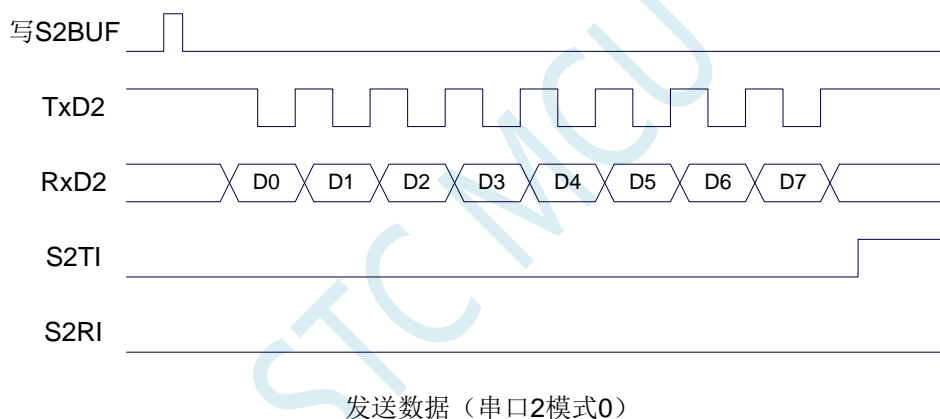 写S2BUF
TxD2
RxD2
D0 D1 D2 D3 D4 D5 D6 D7
S2TI
S2RI
发送数据（串口2模式0）
STC MCU